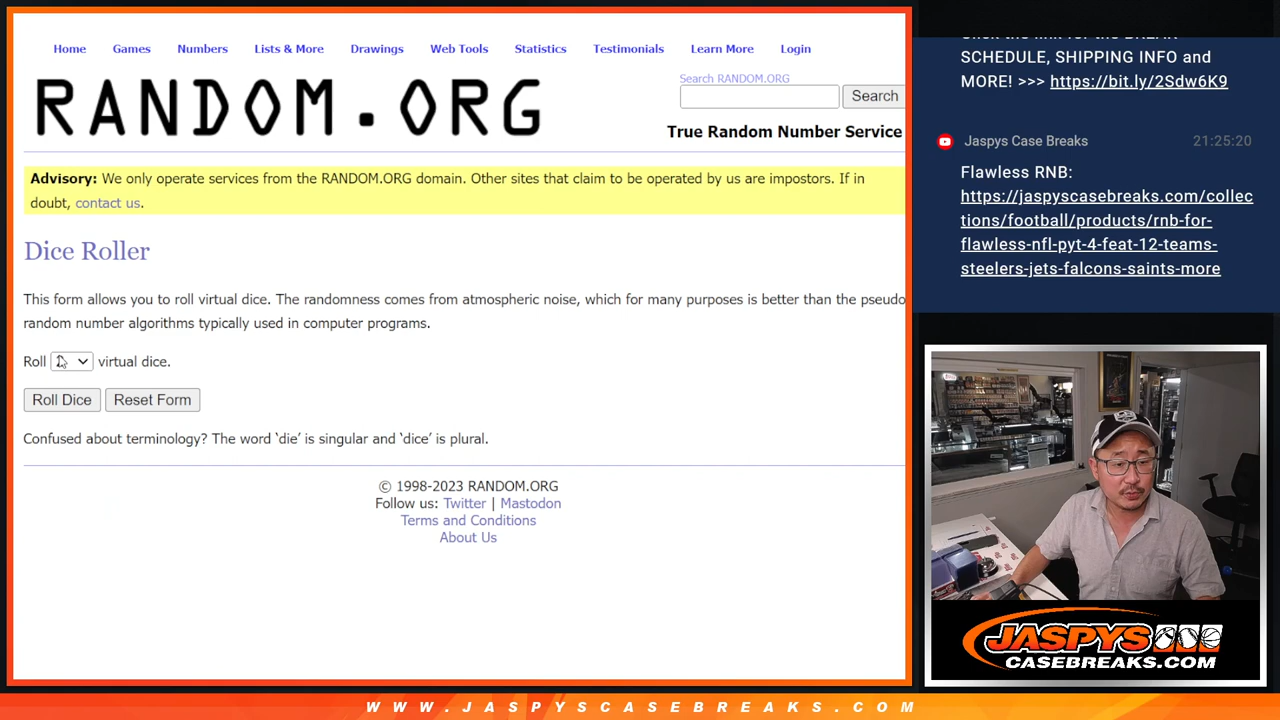 Home Games Numbers Lists & More Drawings Web Tools Statistics Testimonials Learn More Login
RANDOM.ORG
Search RANDOM.ORG
Search
True Random Number Service
Advisory: We only operate services from the RANDOM.ORG domain. Other sites that claim to be operated by us are impostors. If in
doubt, contact us.
Dice Roller
This form allows you to roll virtual dice. The randomness comes from atmospheric noise, which for many purposes is better than the pseudo
random number algorithms typically used in computer programs.
Roll virtual dice.
Roll Dice Reset Form
Confused about terminology? The word ‘die’ is singular and ‘dice’ is plural.
© 1998-2023 RANDOM.ORG
Follow us: Twitter | Mastodon
Terms and Conditions
About Us
SCHEDULE, SHIPPING INFO and
MORE! >>> https://bit.ly/2Sdw6K9
Jaspys Case Breaks 21:25:20
Flawless RNB:
https://jaspyscasebreaks.com/collec
tions/football/products/rnb-for-
flawless-nfl-pyt-4-feat-12-teams-
steelers-jets-falcons-saints-more
JASPYS
CASEBREAKS.COM
WWW.JASPYSCASEBREAKS.COM